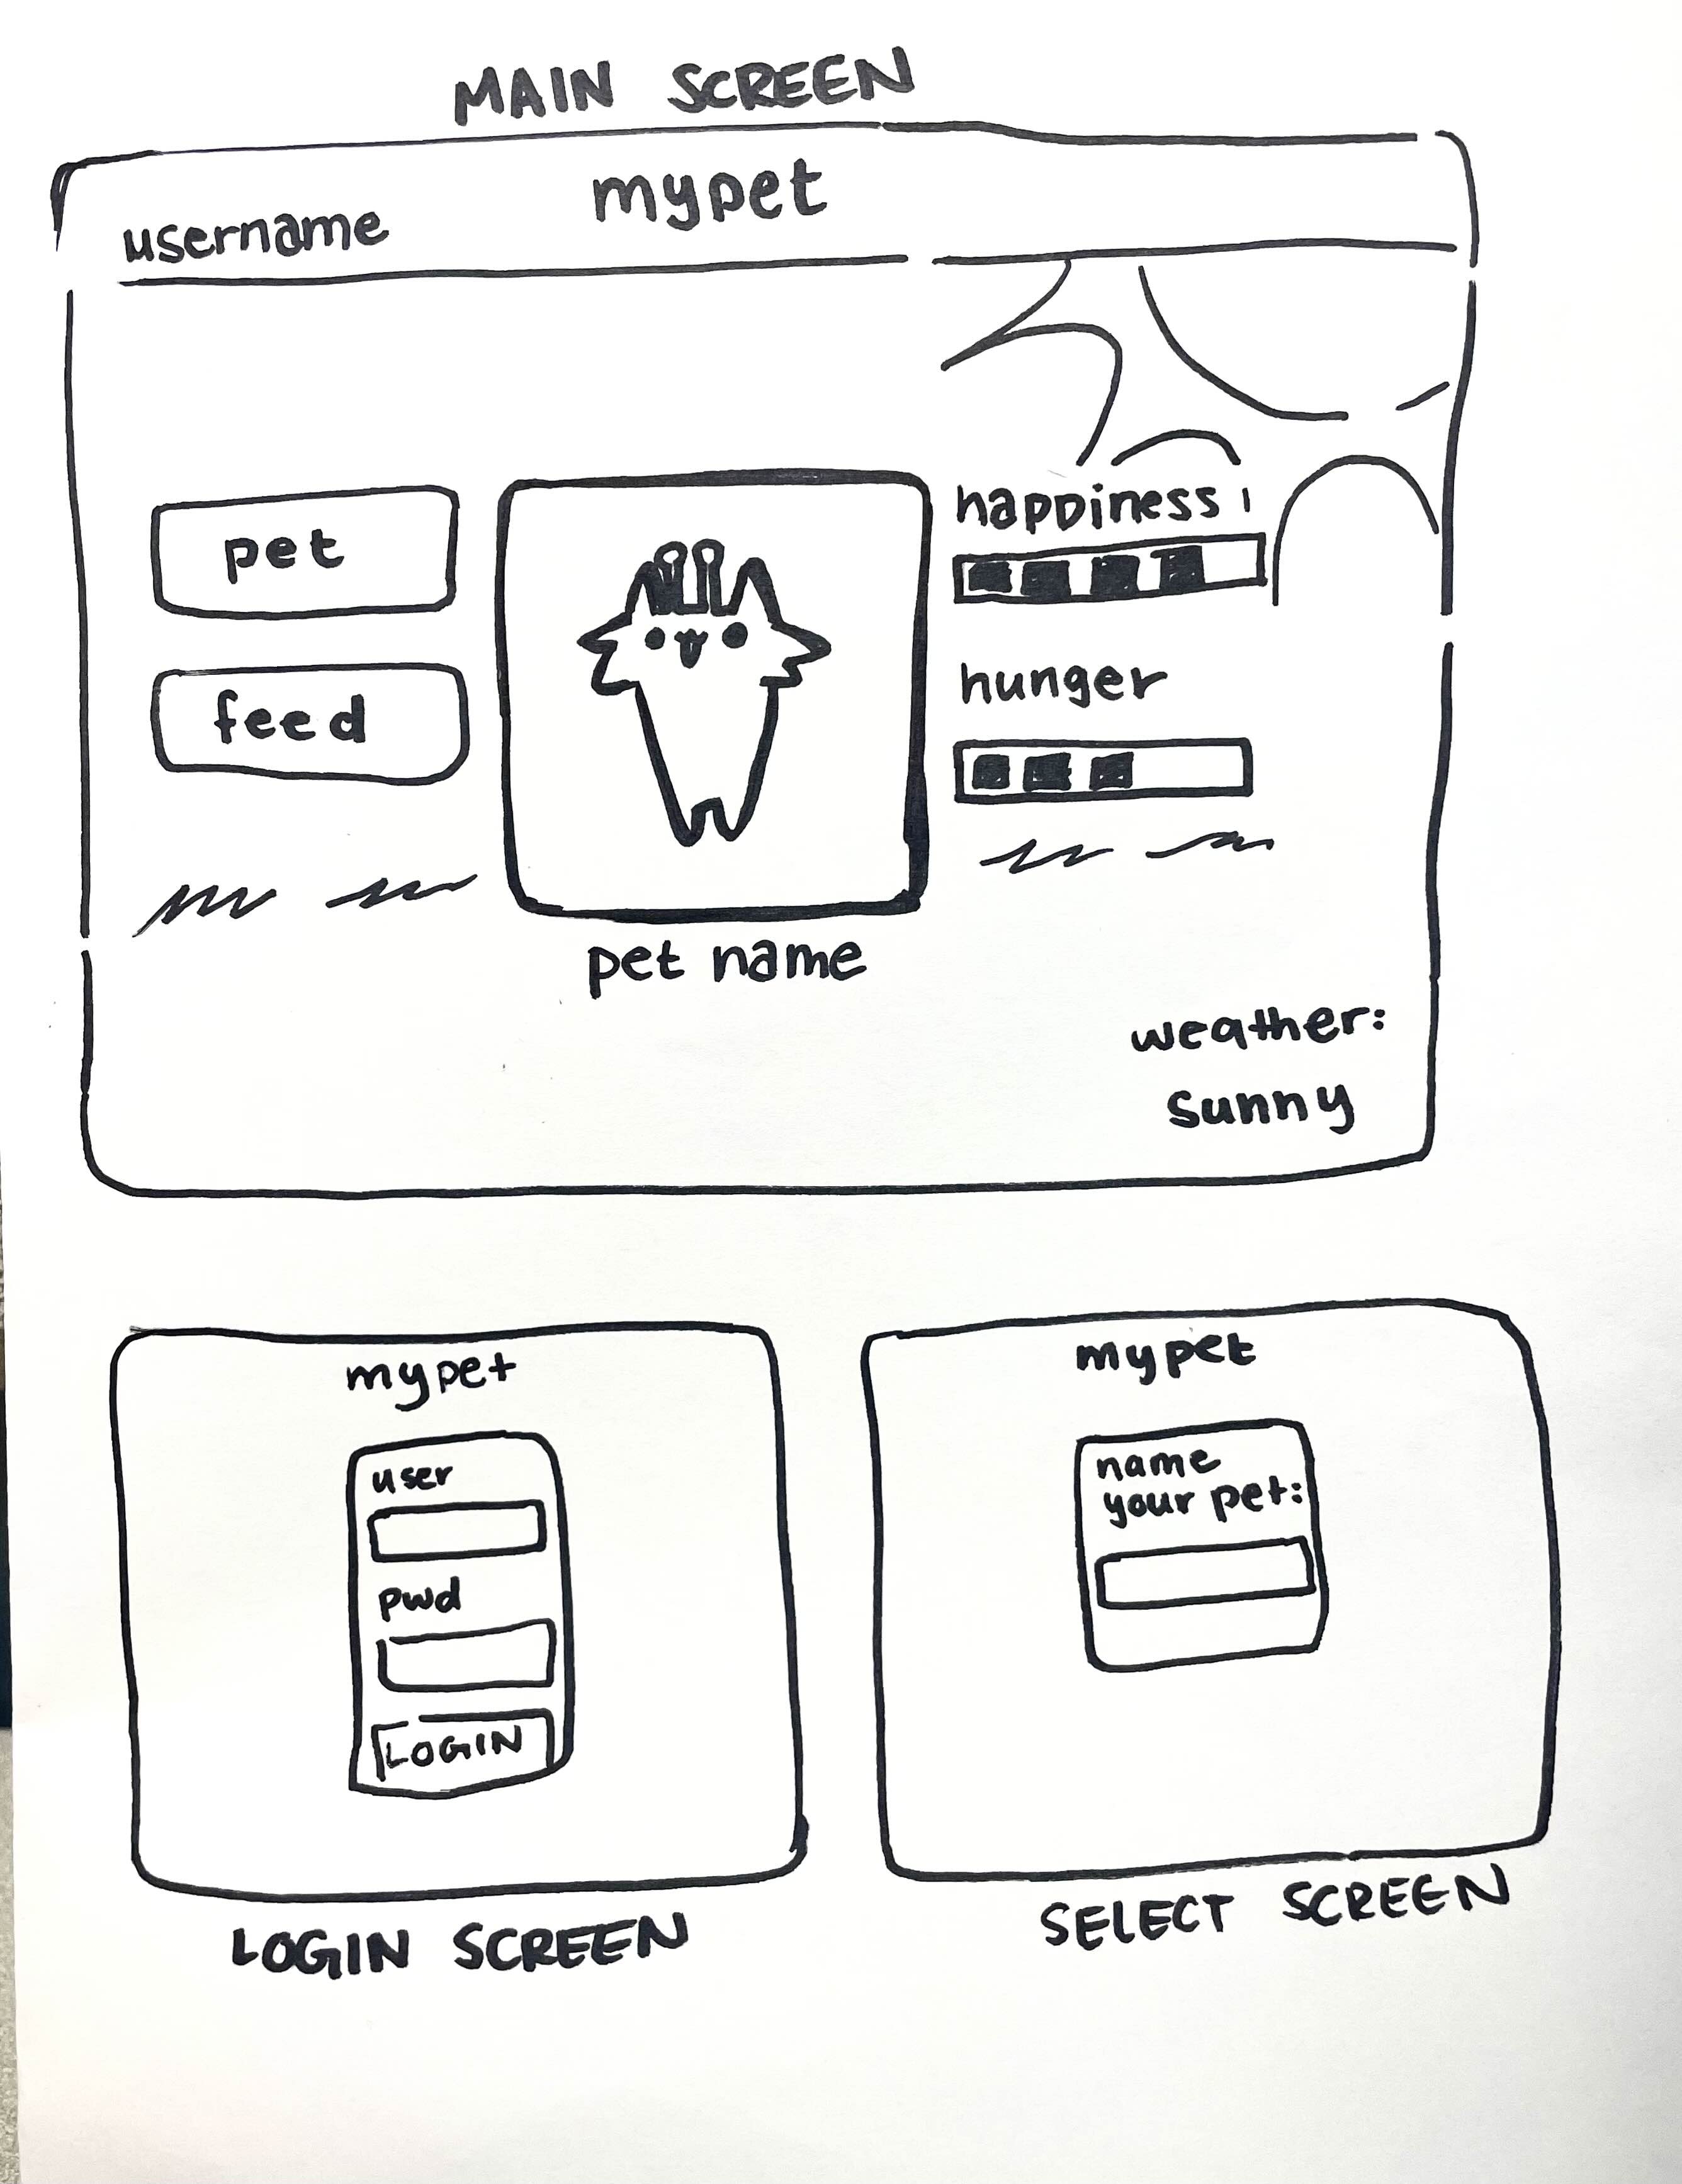 MAIN SCREEN
mypet
username
pet
feed
happiness
hunger
pet name
weather:
sunny
mypet
user
pwd
LOGIN
LOGIN SCREEN
mypet
name
your pet:
SELECT SCREEN